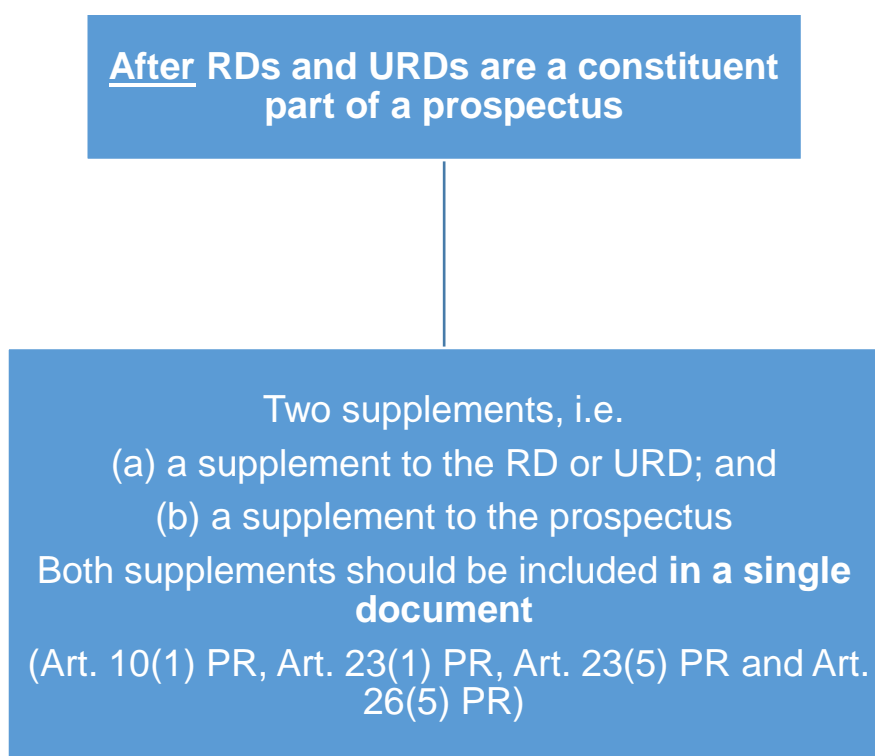 After RDs and URDs are a constituent
part of a prospectus
Two supplements, i.e.
(a) a supplement to the RD or URD; and
(b) a supplement to the prospectus
Both supplements should be included in a single
document
(Art. 10(1) PR, Art. 23(1) PR, Art. 23(5) PR and Art.
26(5) PR)